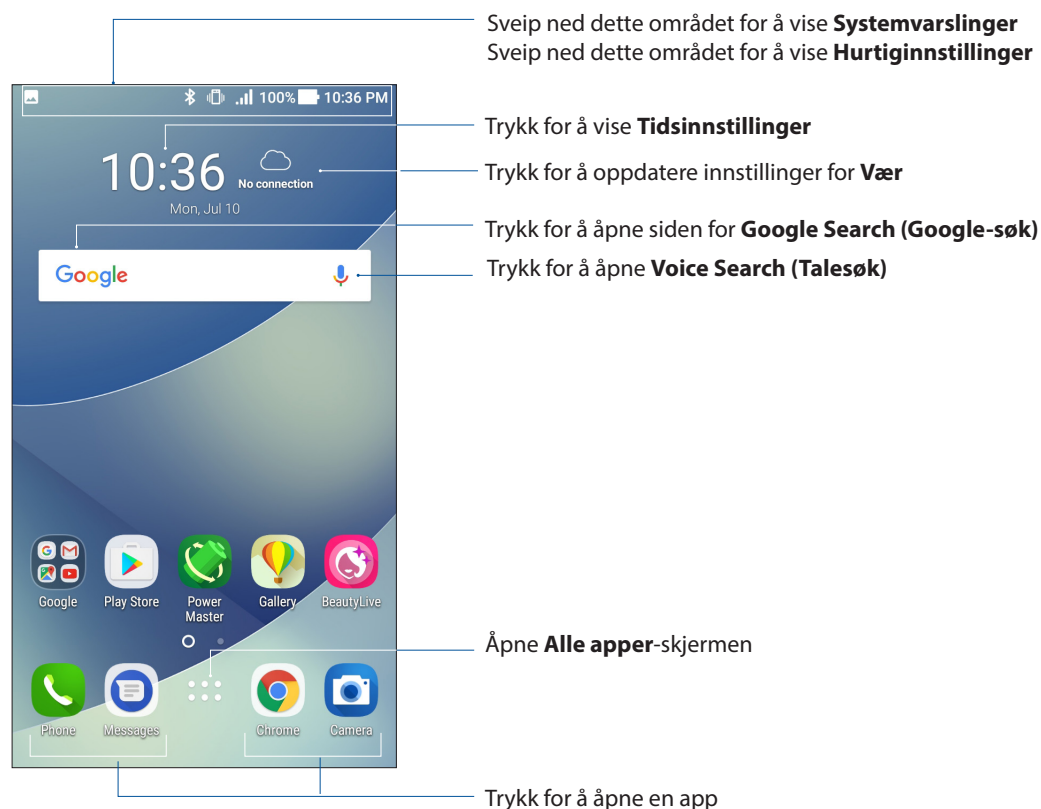 Sveip ned dette området for å vise Systemvarslinger
Sveip ned dette området for å vise Hurtiginnstillinger
100% 10:36 PM
Trykk for å vise Tidsinnstillinger
10:36
No connection
Trykk for å oppdatere innstillinger for Vær
Mon, Jul 10
Trykk for å åpne siden for Google Search (Google-søk)
Google
Trykk for å åpne Voice Search (Talesøk)
Google Play Store Power Master Gallery BeautyLive
Åpne Alle apper-skjermen
Phone Messages Chrome Camera
Trykk for å åpne en app